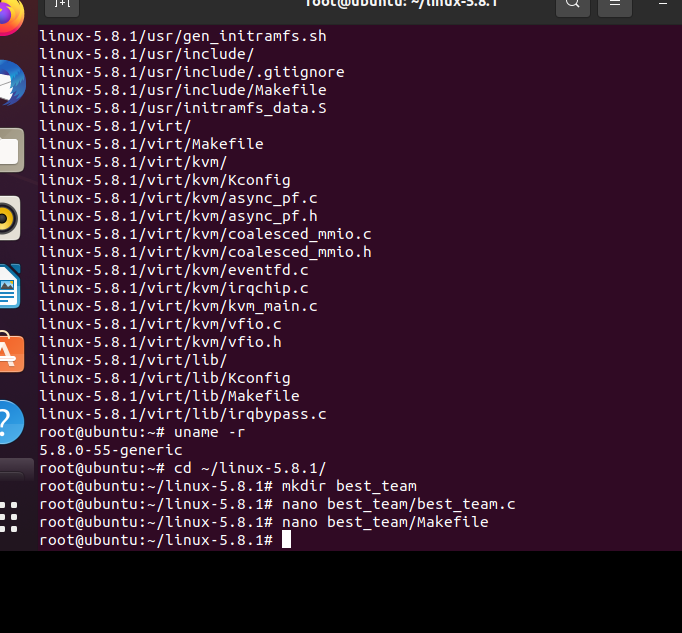 root@ubuntu: ~/linux-5.8.1
linux-5.8.1/usr/gen_initramfs.sh
linux-5.8.1/usr/include/
linux-5.8.1/usr/include/.gitignore
linux-5.8.1/usr/include/Makefile
linux-5.8.1/usr/initramfs_data.S
linux-5.8.1/virt/
linux-5.8.1/virt/Makefile
linux-5.8.1/virt/kvm/
linux-5.8.1/virt/kvm/Kconfig
linux-5.8.1/virt/kvm/async_pf.c
linux-5.8.1/virt/kvm/async_pf.h
linux-5.8.1/virt/kvm/coalesced_mmio.c
linux-5.8.1/virt/kvm/coalesced_mmio.h
linux-5.8.1/virt/kvm/eventfd.c
linux-5.8.1/virt/kvm/irqchip.c
linux-5.8.1/virt/kvm/kvm_main.c
linux-5.8.1/virt/kvm/vfio.c
linux-5.8.1/virt/kvm/vfio.h
linux-5.8.1/virt/lib/
linux-5.8.1/virt/lib/Kconfig
linux-5.8.1/virt/lib/Makefile
linux-5.8.1/virt/lib/irqbypass.c
root@ubuntu:~# uname -r
5.8.0-55-generic
root@ubuntu:~# cd ~/linux-5.8.1/
root@ubuntu:~/linux-5.8.1# mkdir best_team
root@ubuntu:~/linux-5.8.1# nano best_team/best_team.c
root@ubuntu:~/linux-5.8.1# nano best_team/Makefile
root@ubuntu:~/linux-5.8.1#